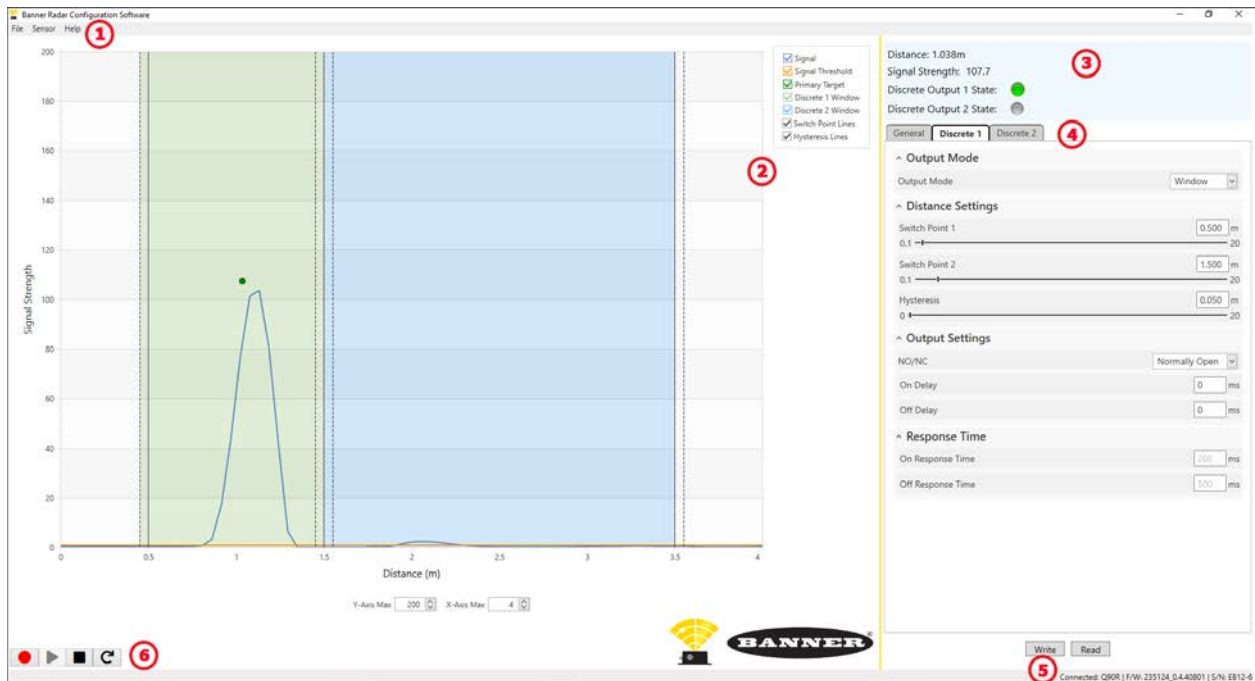 Banner Radar Configuration Software
File Sensor Help
1
200
180
160
140
120
100
80
60
40
20
0
Signal Strength
0 0.5 1 1.5 2 2.5 3 3.5 4
Distance (m)
Y-Axis Max 200 X-Axis Max 4
Signal
Signal Threshold
Primary Target
Discrete 1 Window
Discrete 2 Window
Switch Point Lines
Hysteresis Lines
2
BANNER
6
Distance: 1.038m
Signal Strength: 107.7
Discrete Output 1 State:
Discrete Output 2 State:
3
General Discrete 1 Discrete 2
4
Output Mode
Output Mode Window
Distance Settings
Switch Point 1 0.500 m
0.1 20
Switch Point 2 1.500 m
0.1 20
Hysteresis 0.050 m
0 20
Output Settings
NO/NC Normally Open
On Delay 0 ms
Off Delay 0 ms
Response Time
On Response Time 200 ms
Off Response Time 500 ms
Write Read
5
Connected: Q90R | F/W: 235124_0.4.40801 | S/N: EB12-6